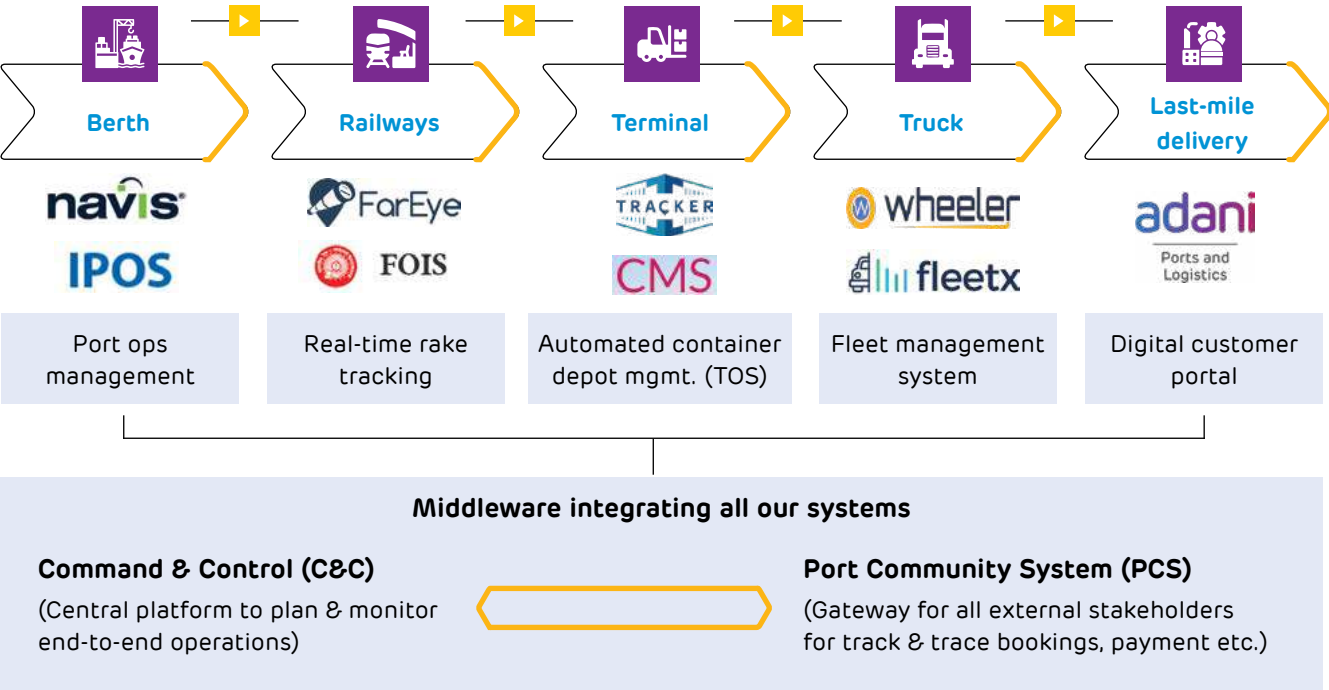 Berth
Railways
Terminal
Truck
Last-mile
delivery
navis
IPOS
FarEye
FOIS
TRACKER
CMS
W wheeler
fleetx
adani
Ports and
Logistics
Port ops
management
Real-time rake
tracking
Automated container
depot mgmt. (TOS)
Fleet management
system
Digital customer
portal
Middleware integrating all our systems
Command & Control (C&C)
(Central platform to plan & monitor
end-to-end operations)
Port Community System (PCS)
(Gateway for all external stakeholders
for track & trace bookings, payment etc.)